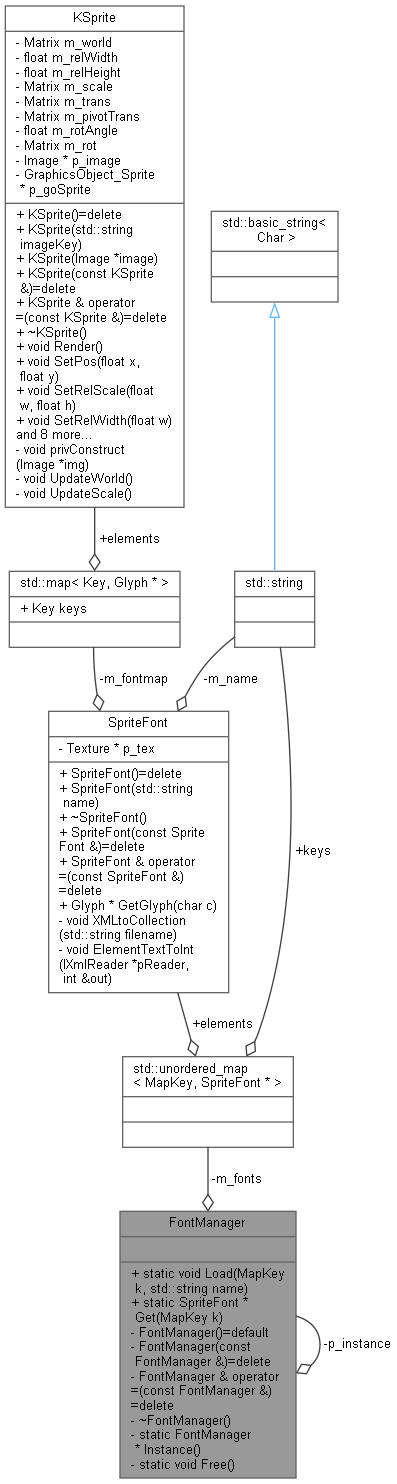 KSprite
- Matrix m_world
- float m_relWidth
- float m_relHeight
- Matrix m_scale
- Matrix m_trans
- Matrix m_pivotTrans
- float m_rotAngle
- Matrix m_rot
- Image * p_image
- GraphicsObject_Sprite
* p_goSprite
+ KSprite()=delete
+ KSprite(std::string
imageKey)
+ KSprite(Image *image)
+ KSprite(const KSprite
&)=delete
+ KSprite & operator
=(const KSprite &)=delete
+ ~KSprite()
+ void Render()
+ void SetPos(float x,
float y)
+ void SetRelScale(float
w, float h)
+ void SetRelWidth(float w)
and 8 more...
- void privConstruct
(Image *img)
- void UpdateWorld()
- void UpdateScale()
std::basic_string<
Char >
+elements
std::map< Key, Glyph * >
+ Key keys
std::string
-m_fontmap
-m_name
SpriteFont
- Texture * p_tex
+ SpriteFont()=delete
+ SpriteFont(std::string
name)
+ ~SpriteFont()
+ SpriteFont(const Sprite
Font &)=delete
+ SpriteFont & operator
=(const SpriteFont &)
=delete
+ Glyph * GetGlyph(char c)
- void XMLtoCollection
(std::string filename)
- void ElementTextToInt
(IXmlReader *pReader,
int &out)
+keys
+elements
std::unordered_map
< MapKey, SpriteFont * >
-m_fonts
FontManager
+ static void Load(MapKey
k, std::string name)
+ static SpriteFont *
Get(MapKey k)
- FontManager()=default
- FontManager(const
FontManager &)=delete
- FontManager & operator
=(const FontManager &)
=delete
- ~FontManager()
- static FontManager
* Instance()
- static void Free()
-p_instance